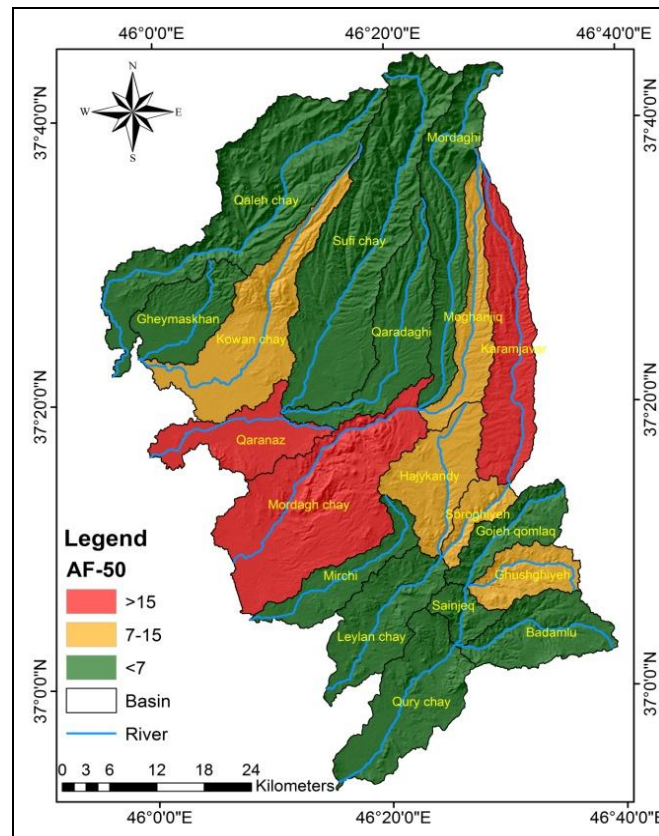 46°0'0"E 46°20'0"E 46°40'0"E
N
W E
S
37°40'0"N 37°40'0"N
Mordaghi
Qaleh chay
Sufi chay
Gheymaskhan
Kowan chay
Qaradaghi
Moghanjiq
Karamjavar
37°20'0"N 37°20'0"N
Qaranaz
Hajykandy
Mordagh chay
Soroghiyeh
Gojeh qomlaq
Legend
AF-50
>15
7-15
<7
Basin
River
Mirchi
Ghushghiyeh
Sainjeq
Leylan chay
Badamlu
37°0'0"N 37°0'0"N
Qury chay
0 3 6 12 18 24
Kilometers
46°0'0"E 46°20'0"E 46°40'0"E